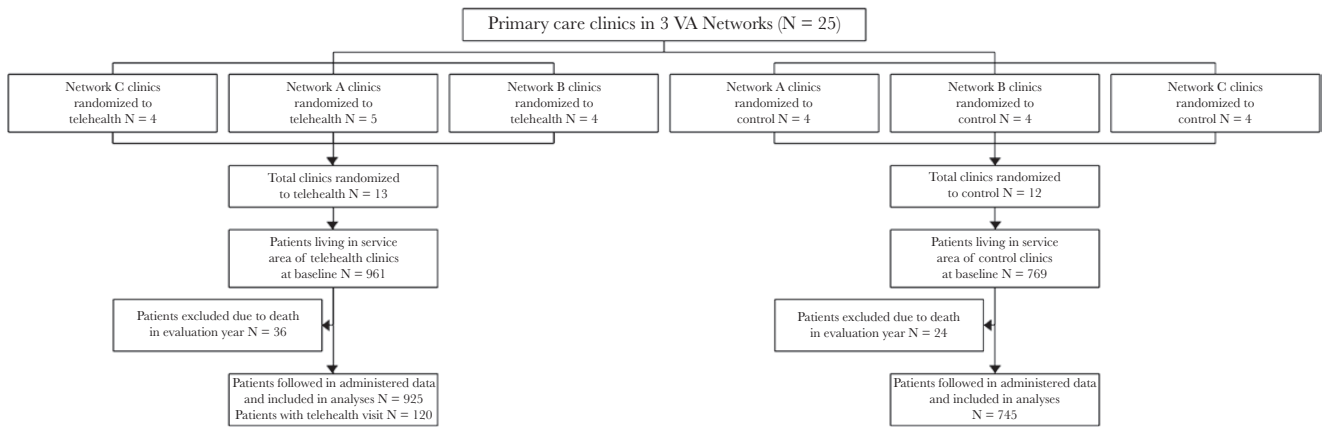 Primary care clinics in 3 VA Networks (N = 25)
Network C clinics
randomized to
telehealth N = 4
Network A clinics
randomized to
telehealth N = 5
Network B clinics
randomized to
telehealth N = 4
Network A clinics
randomized to
control N = 4
Network B clinics
randomized to
control N = 4
Network C clinics
randomized to
control N = 4
Total clinics randomized
to telehealth N = 13
Total clinics randomized
to control N = 12
Patients living in service
area of telehealth clinics
at baseline N = 961
Patients living in service
area of control clinics
at baseline N = 769
Patients excluded due to death
in evaluation year N = 36
Patients excluded due to death
in evaluation year N = 24
Patients followed in administered data
and included in analyses N = 925
Patients with telehealth visit N = 120
Patients followed in administered data
and included in analyses
N = 745